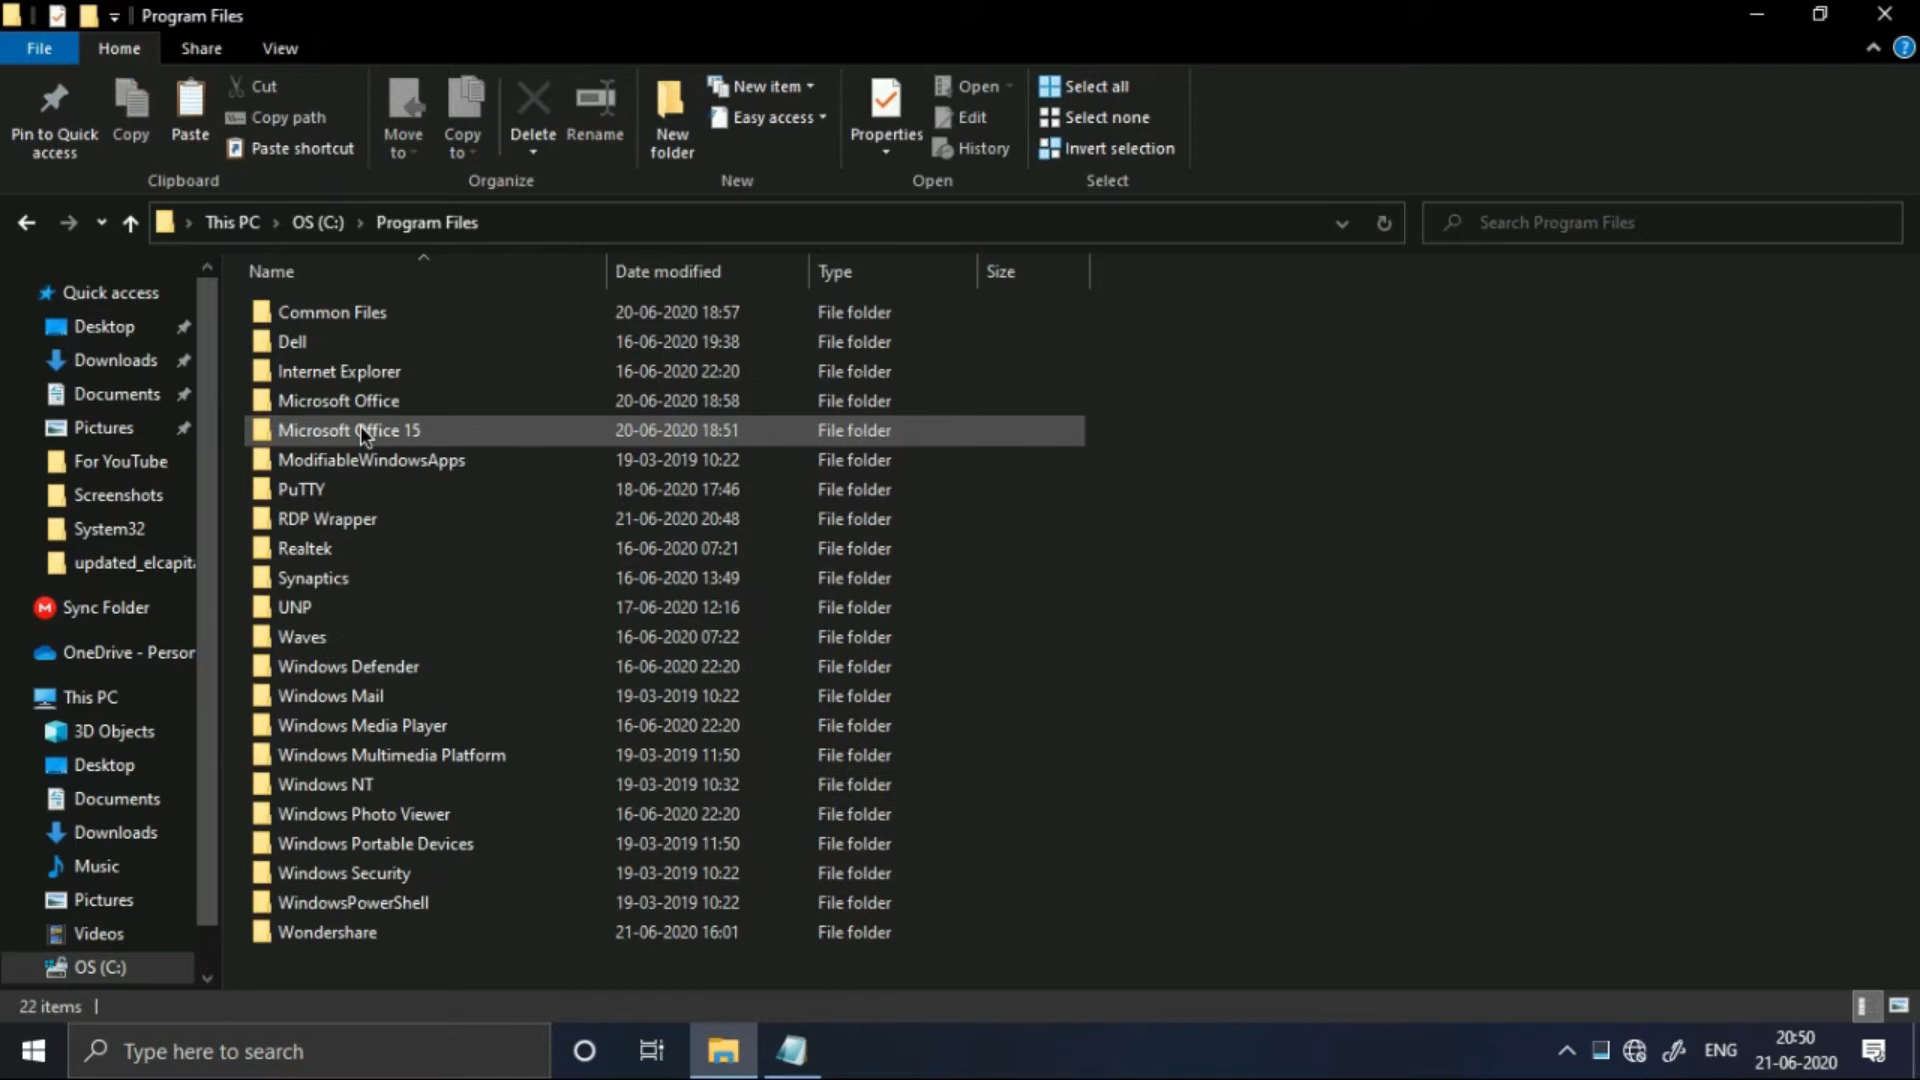 Program Files
File Home Share View
Pin to Quick access
Copy
Paste
Cut
Copy path
Paste shortcut
Clipboard
Move to
Copy to
Delete
Rename
Organize
New folder
New item
Easy access
New
Properties
Open
Edit
History
Open
Select all
Select none
Invert selection
Select
This PC > OS (C:) > Program Files
Search Program Files
Quick access
Desktop
Downloads
Documents
Pictures
For YouTube
Screenshots
System32
updated_elcapit
Sync Folder
OneDrive - Person
This PC
3D Objects
Desktop
Documents
Downloads
Music
Pictures
Videos
OS (C:)
Name Date modified Type Size
Common Files 20-06-2020 18:57 File folder
Dell 16-06-2020 19:38 File folder
Internet Explorer 16-06-2020 22:20 File folder
Microsoft Office 20-06-2020 18:58 File folder
Microsoft Office 15 20-06-2020 18:51 File folder
ModifiableWindowsApps 19-03-2019 10:22 File folder
PuTTY 18-06-2020 17:46 File folder
RDP Wrapper 21-06-2020 20:48 File folder
Realtek 16-06-2020 07:21 File folder
Synaptics 16-06-2020 13:49 File folder
UNP 17-06-2020 12:16 File folder
Waves 16-06-2020 07:22 File folder
Windows Defender 16-06-2020 22:20 File folder
Windows Mail 19-03-2019 10:22 File folder
Windows Media Player 16-06-2020 22:20 File folder
Windows Multimedia Platform 19-03-2019 11:50 File folder
Windows NT 19-03-2019 10:32 File folder
Windows Photo Viewer 16-06-2020 22:20 File folder
Windows Portable Devices 19-03-2019 11:50 File folder
Windows Security 19-03-2019 10:22 File folder
WindowsPowerShell 19-03-2019 10:22 File folder
Wondershare 21-06-2020 16:01 File folder
22 items
Type here to search
ENG
20:50
21-06-2020